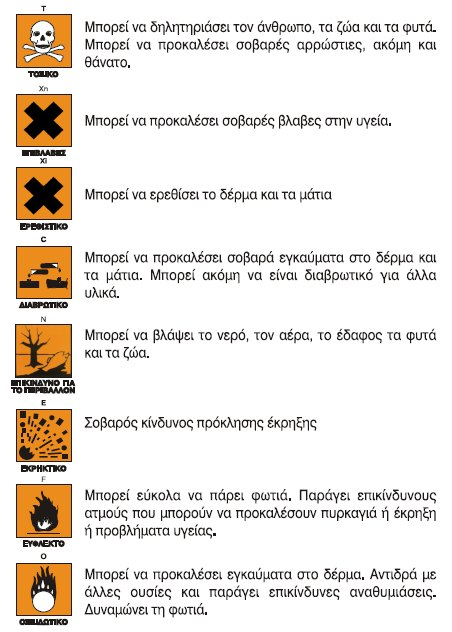 T
ΤΟΞΙΚΟ
Μπορεί να δηλητηριάσει τον άνθρωπο, τα ζώα και τα φυτά.
Μπορεί να προκαλέσει σοβαρές αρρώστιες, ακόμη και
θάνατο.
Xn
ΕΠΙΒΛΑΒΕΣ
Μπορεί να προκαλέσει σοβαρές βλαβες στην υγεία.
Xi
ΕΡΕΘΙΣΤΙΚΟ
Μπορεί να ερεθίσει το δέρμα και τα μάτια
C
ΔΙΑΒΡΩΤΙΚΟ
Μπορεί να προκαλέσει σοβαρά εγκαύματα στο δέρμα και
τα μάτια. Μπορεί ακόμη να είναι διαβρωτικό για άλλα
υλικά.
N
ΕΠΙΚΙΝΔΥΝΟ ΓΙΑ
ΤΟ ΠΕΡΙΒΑΛΛΟΝ
Μπορεί να βλάψει το νερό, τον αέρα, το έδαφος τα φυτά
και τα ζώα.
E
ΕΚΡΗΚΤΙΚΟ
Σοβαρός κίνδυνος πρόκλησης έκρηξης
F
ΕΥΦΛΕΚΤΟ
Μπορεί εύκολα να πάρει φωτιά. Παράγει επικίνδυνους
ατμούς που μπορούν να προκαλέσουν πυρκαγιά ή έκρηξη
ή προβλήματα υγείας.
O
ΟΞΕΙΔΩΤΙΚΟ
Μπορεί να προκαλέσει εγκαύματα στο δέρμα. Αντιδρά με
άλλες ουσίες και παράγει επικίνδυνες αναθυμιάσεις.
Δυναμώνει τη φωτιά.